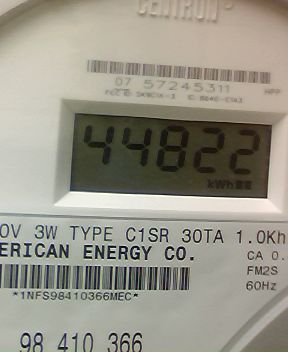 CENTRON
07 57245311
44822
kWh
0V 3W TYPE C1SR 30TA 1.0Kh
ERICAN ENERGY CO.
CA 0.
FM2S
60Hz
*1NFS98410366MEC*
98 410 366